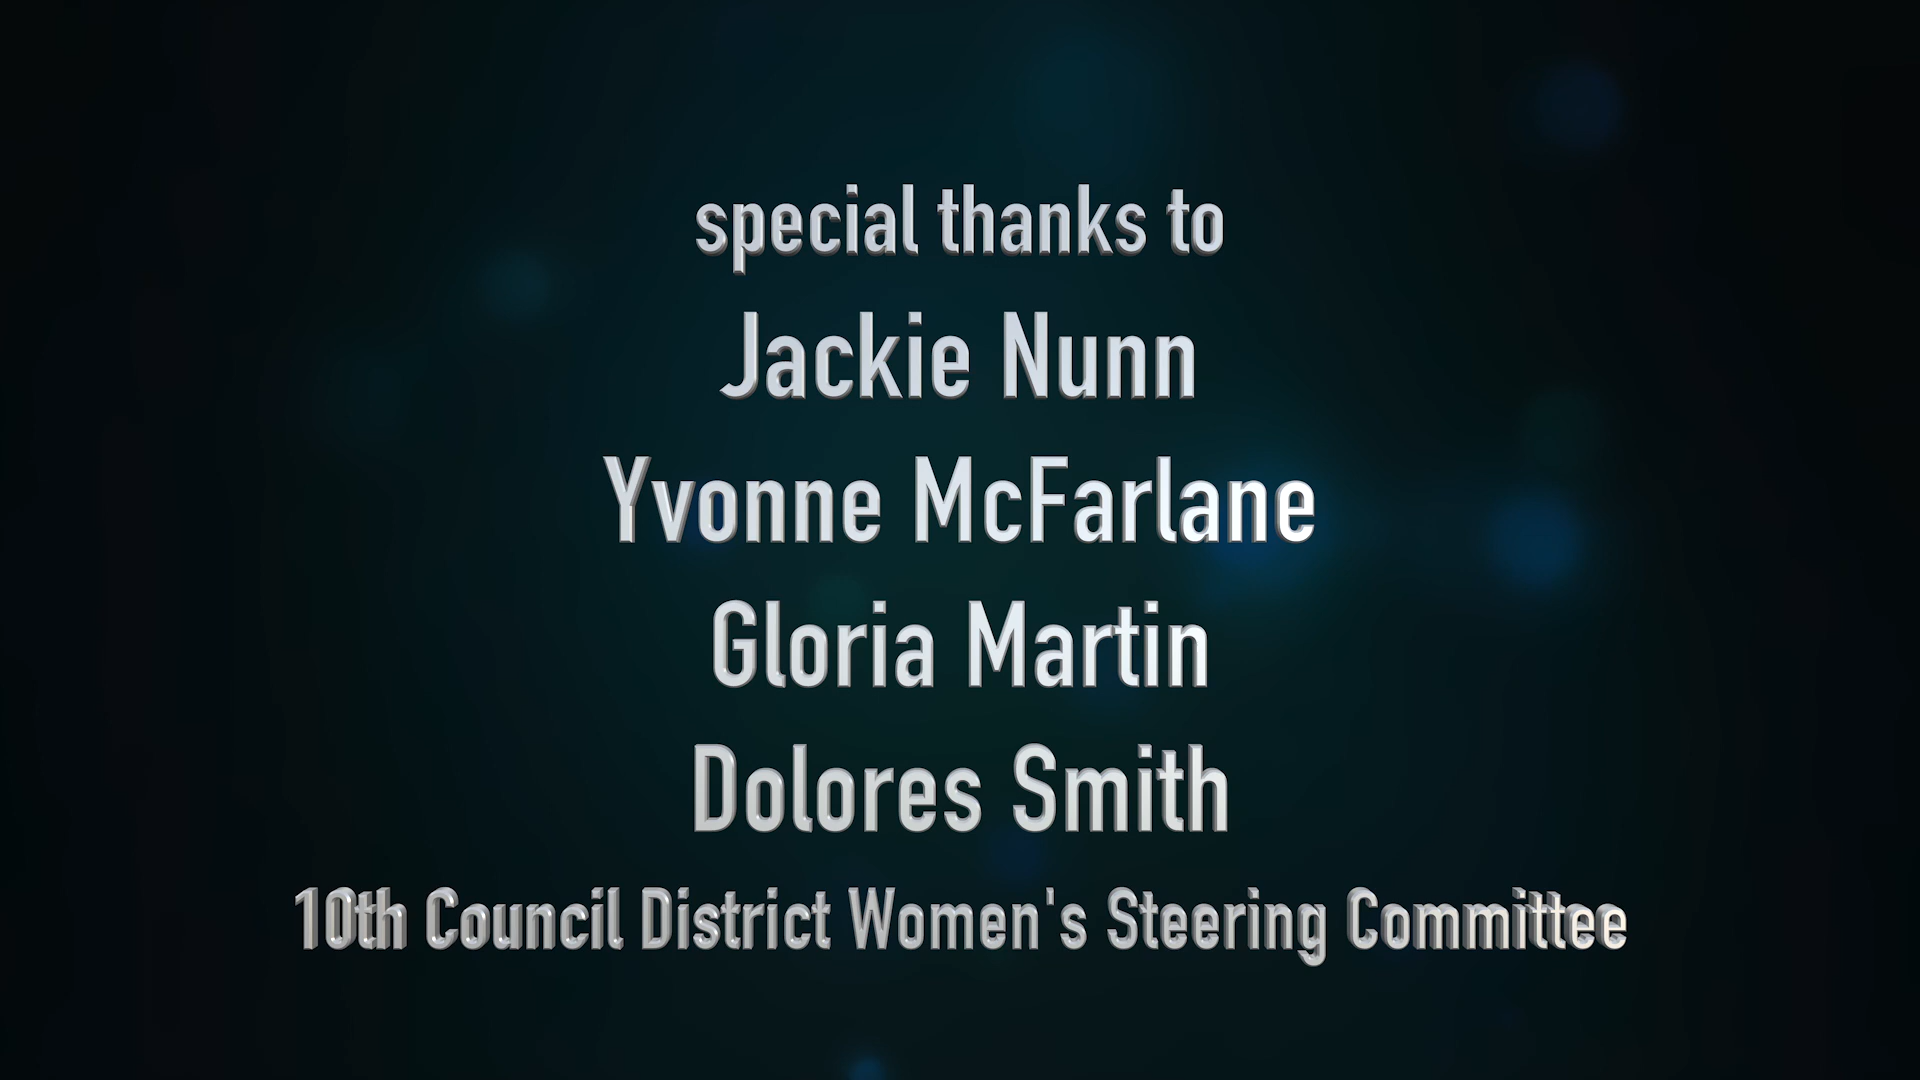 special thanks to
Jackie Nunn
Yvonne McFarlane
Gloria Martin
Dolores Smith
10th Council District Women's Steering Committee